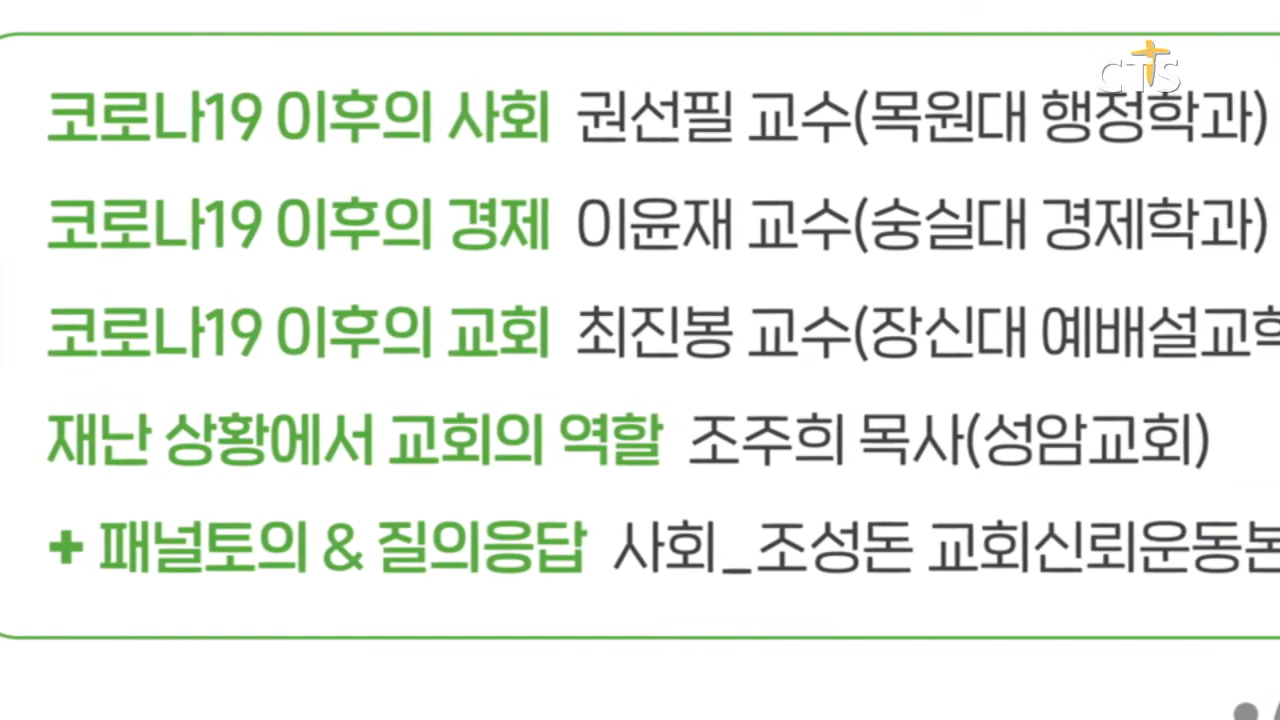 CTS
코로나19 이후의 사회 권선필 교수(목원대 행정학과)
코로나19 이후의 경제 이윤재 교수(숭실대 경제학과)
코로나19 이후의 교회 최진봉 교수(장신대 예배설교학
재난 상황에서 교회의 역할 조주희 목사(성암교회)
+ 패널토의 & 질의응답 사회_조성돈 교회신뢰운동본